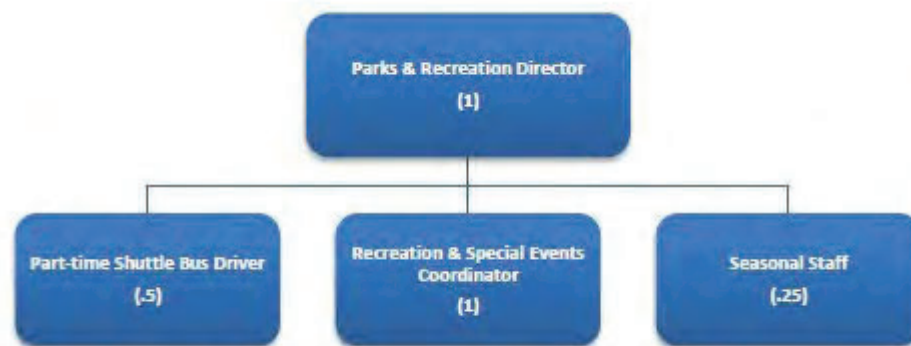 Parks & Recreation Director
(1)
Part-time Shuttle Bus Driver
(.5)
Recreation & Special Events
Coordinator
(1)
Seasonal Staff
(.25)